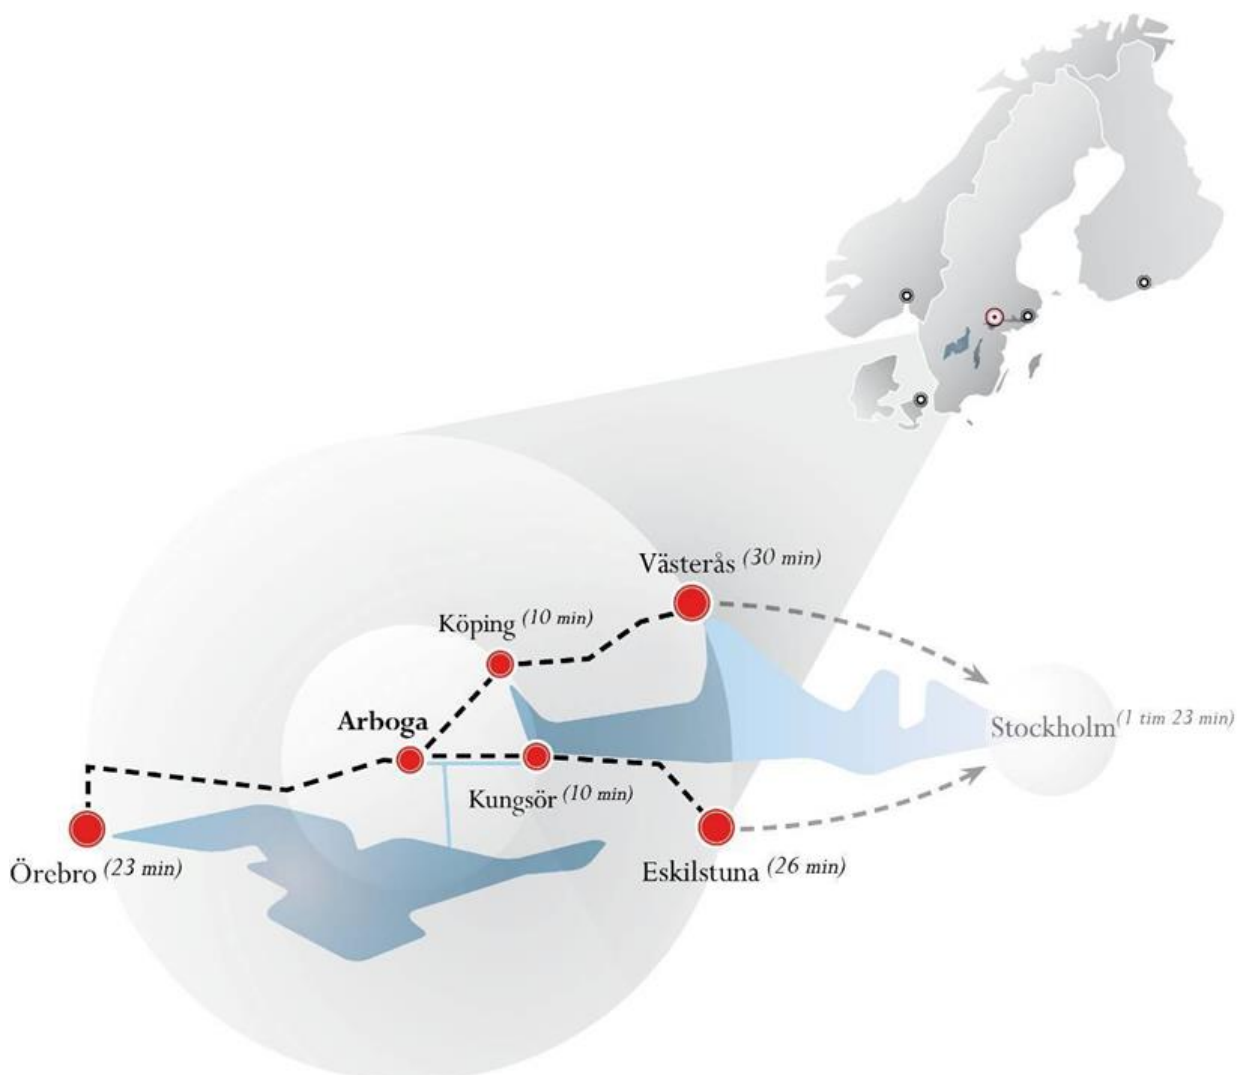 Västerås (30 min)
Köping (10 min)
Arboga
Stockholm (1 tim 23 min)
Kungsör (10 min)
Örebro (23 min)
Eskilstuna (26 min)